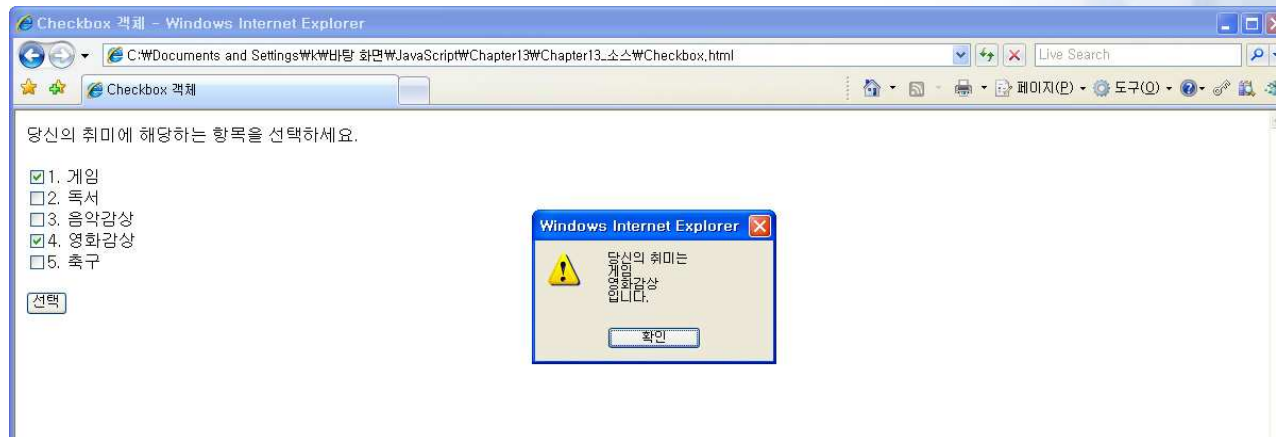 Checkbox 객체 - Windows Internet Explorer
C:₩Documents and Settings₩k₩바탕 화면₩JavaScript₩Chapter13₩Chapter13_소스₩Checkbox.html
Live Search
Checkbox 객체
페이지(P)
도구(O)
당신의 취미에 해당하는 항목을 선택하세요.
1. 게임
2. 독서
3. 음악감상
4. 영화감상
5. 축구
선택
Windows Internet Explorer
당신의 취미는
게임
영화감상
입니다.
확인